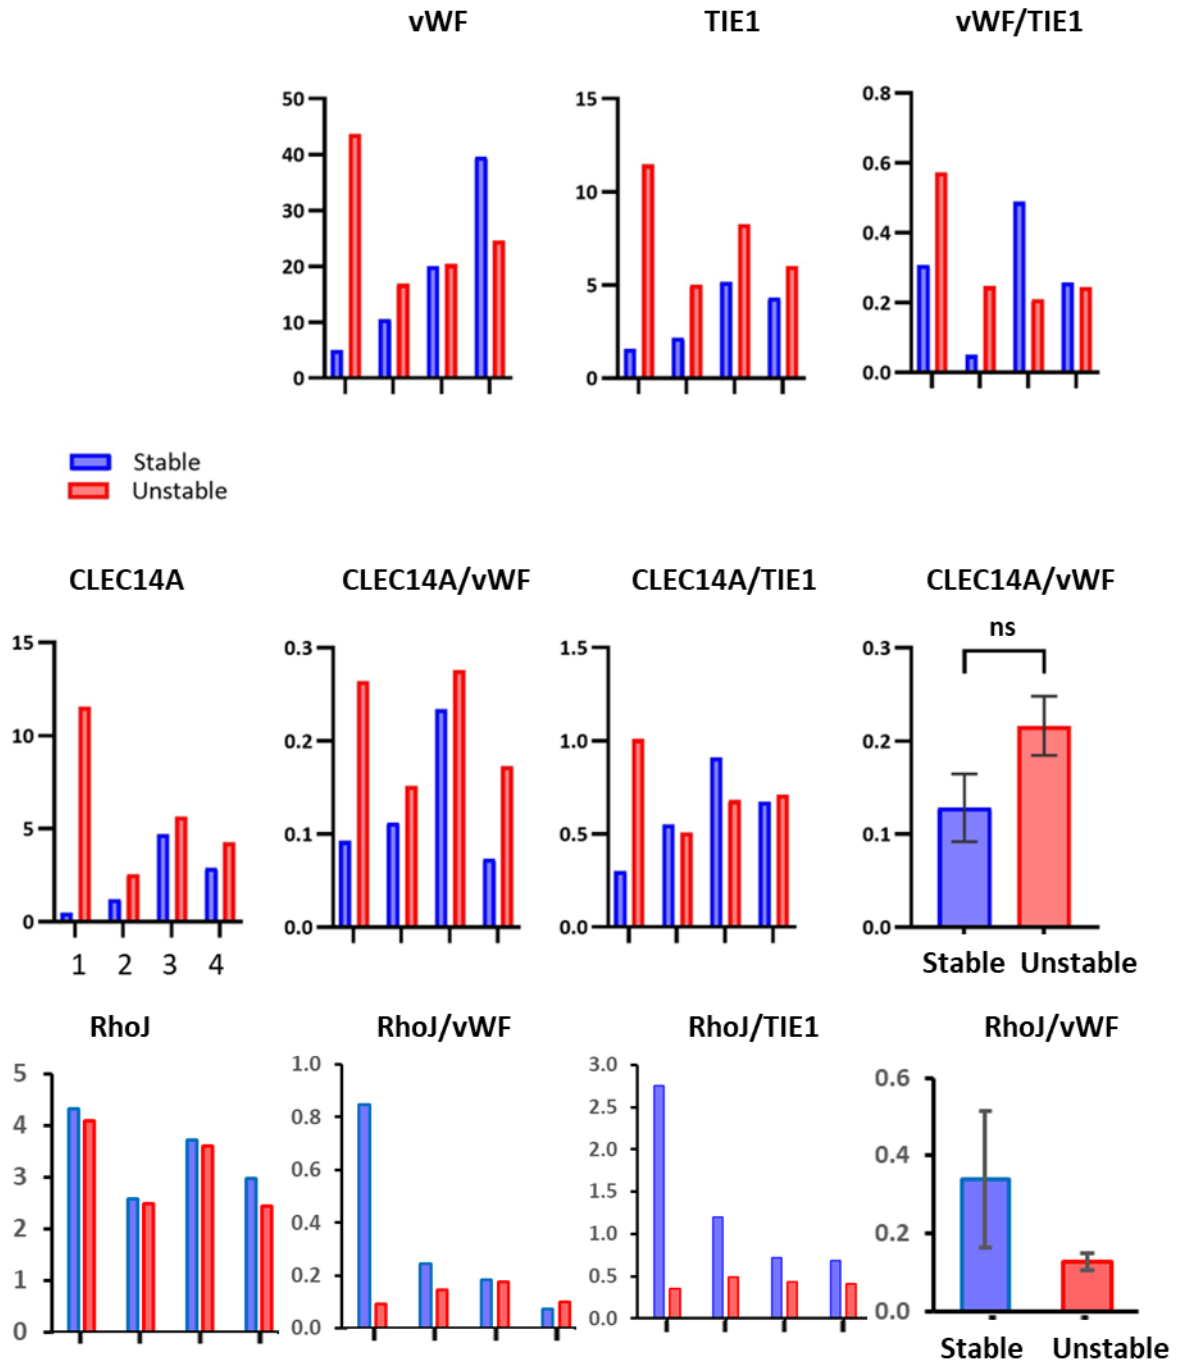 vWF TIE1 vWF/TIE1
50 15 0.8
40 0.6
10
30 0.4
20 5
10 0.2
0 0 0.0
Stable
Unstable
CLEC14A CLEC14A/vWF CLEC14A/TIE1 CLEC14A/vWF
ns
15 0.3 1.5 0.3
10 0.2 1.0 0.2
5 0.1 0.5 0.1
0 0.0 0.0 0.0
1 2 3 4 Stable Unstable
RhoJ RhoJ/vWF RhoJ/TIE1 RhoJ/vWF
5 1.0 3.0 0.6
4 0.8 2.5
3 0.6 2.0 0.4
2 0.4 1.5
1 0.2 1.0 0.2
0.5
0 0.0 0.0 0.0
Stable Unstable